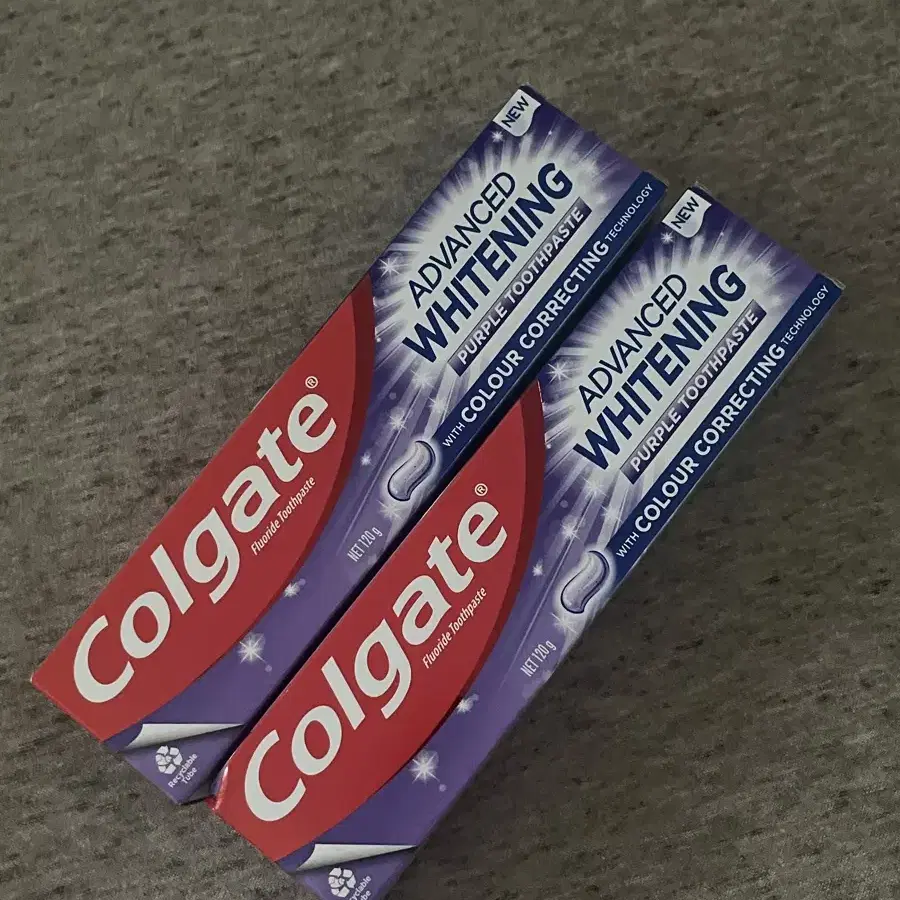 NEW
ADVANCED
WHITENING
PURPLE TOOTHPASTE
WITH COLOUR CORRECTING TECHNOLOGY
Colgate®
Fluoride Toothpaste
NET 120 g
Recyclable
Tube
NEW
ADVANCED
WHITENING
PURPLE TOOTHPASTE
WITH COLOUR CORRECTING TECHNOLOGY
Colgate®
Fluoride Toothpaste
NET 120 g